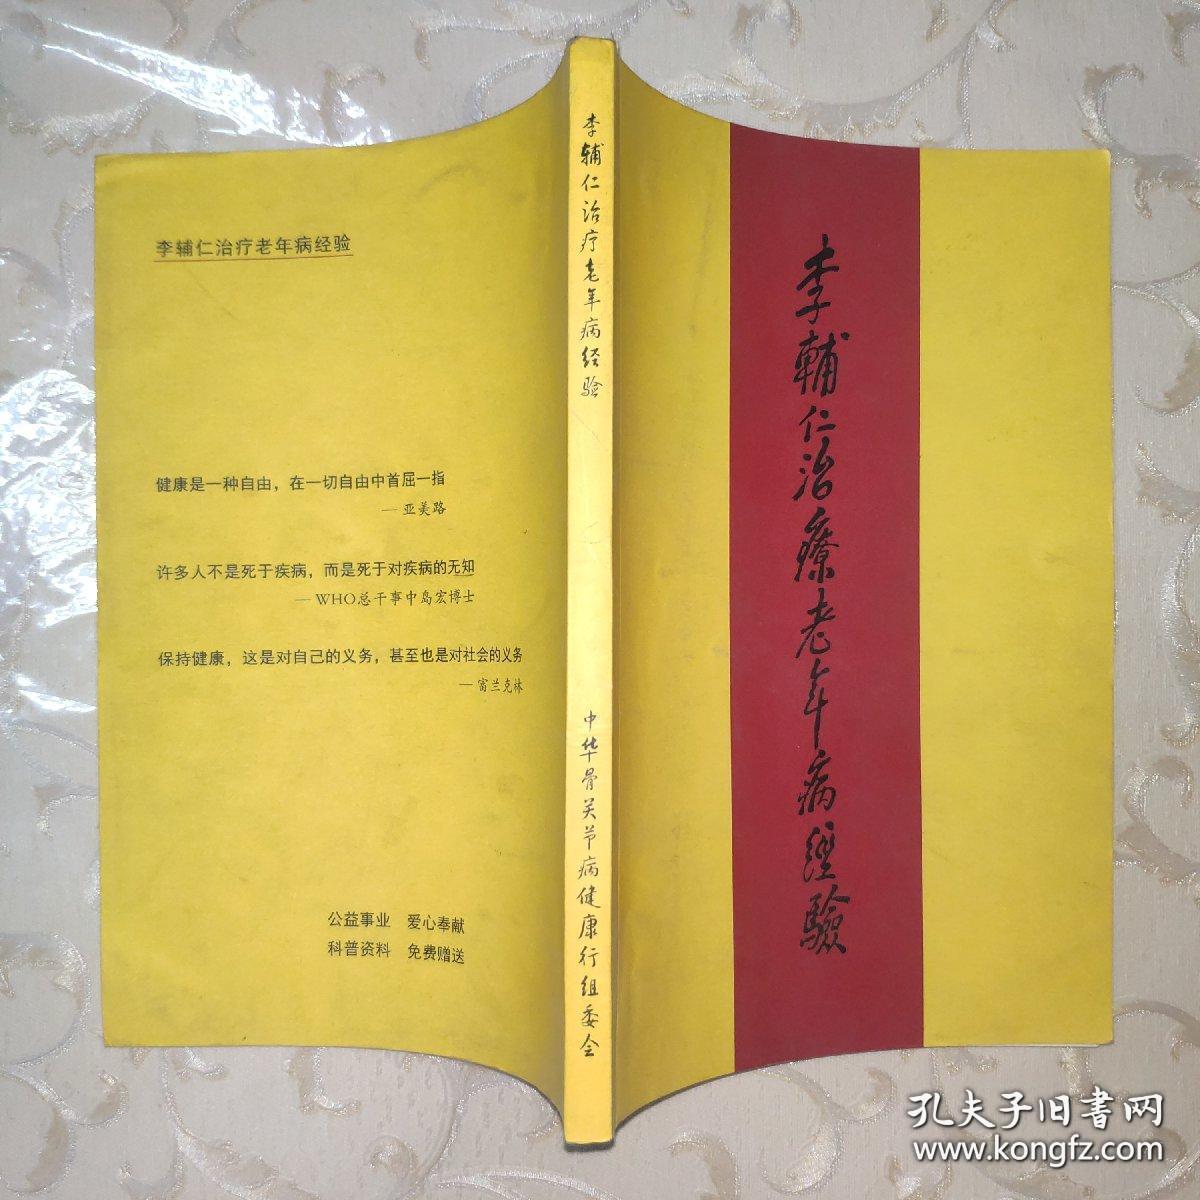 李辅仁治疗老年病经验
健康是一种自由，在一切自由中首屈一指
—亚美路
许多人不是死于疾病，而是死于对疾病的无知
—WHO总干事中岛宏博士
保持健康，这是对自己的义务，甚至也是对社会的义务
—富兰克林
公益事业 爱心奉献
科普资料 免费赠送
李辅仁治疗老年病经验
中华骨关节病健康行组委会
李輔仁治療老年病經驗
孔夫子旧书网
www.kongfz.com